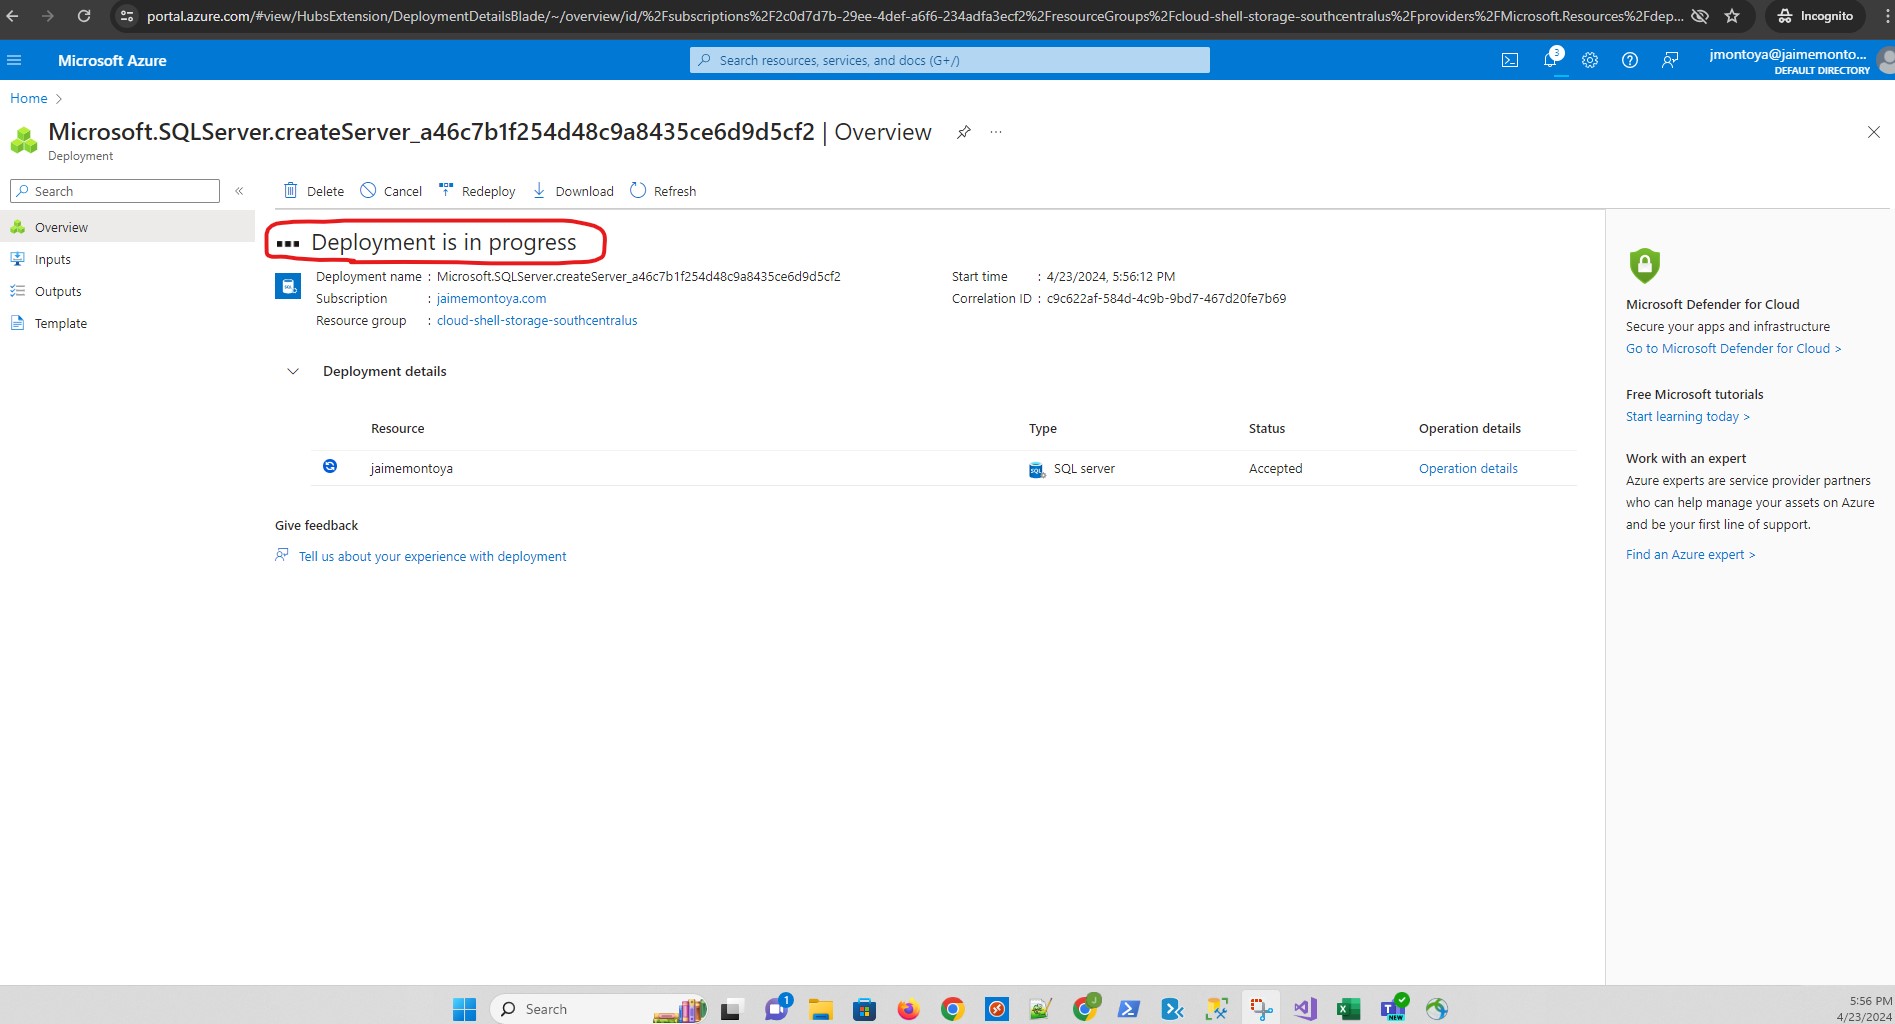 portal.azure.com/#view/HubsExtension/DeploymentDetailsBlade/~/overview/id/%2Fsubscriptions%2F2c0d7d7b-29ee-4def-a6f6-234adfa3ecf2%2FresourceGroups%2Fcloud-shell-storage-southcentralus%2Fproviders%2FMicrosoft.Resources%2Fdep...
Incognito
Microsoft Azure
Search resources, services, and docs (G+/)
3
jmontoya@jaimemonto...
DEFAULT DIRECTORY
Home
Microsoft.SQLServer.createServer_a46c7b1f254d48c9a8435ce6d9d5cf2 | Overview
Deployment
Search
Delete
Cancel
Redeploy
Download
Refresh
Overview
Inputs
Outputs
Template
Deployment is in progress
Deployment name : Microsoft.SQLServer.createServer_a46c7b1f254d48c9a8435ce6d9d5cf2
Subscription : jaimemontoya.com
Resource group : cloud-shell-storage-southcentralus
Start time : 4/23/2024, 5:56:12 PM
Correlation ID : c9c622af-584d-4c9b-9bd7-467d20fe7b69
Deployment details
Resource Type Status Operation details
jaimemontoya SQL server Accepted Operation details
Give feedback
Tell us about your experience with deployment
Microsoft Defender for Cloud
Secure your apps and infrastructure
Go to Microsoft Defender for Cloud >
Free Microsoft tutorials
Start learning today >
Work with an expert
Azure experts are service provider partners
who can help manage your assets on Azure
and be your first line of support.
Find an Azure expert >
Search
1
J
NEW
5:56 PM
4/23/2024